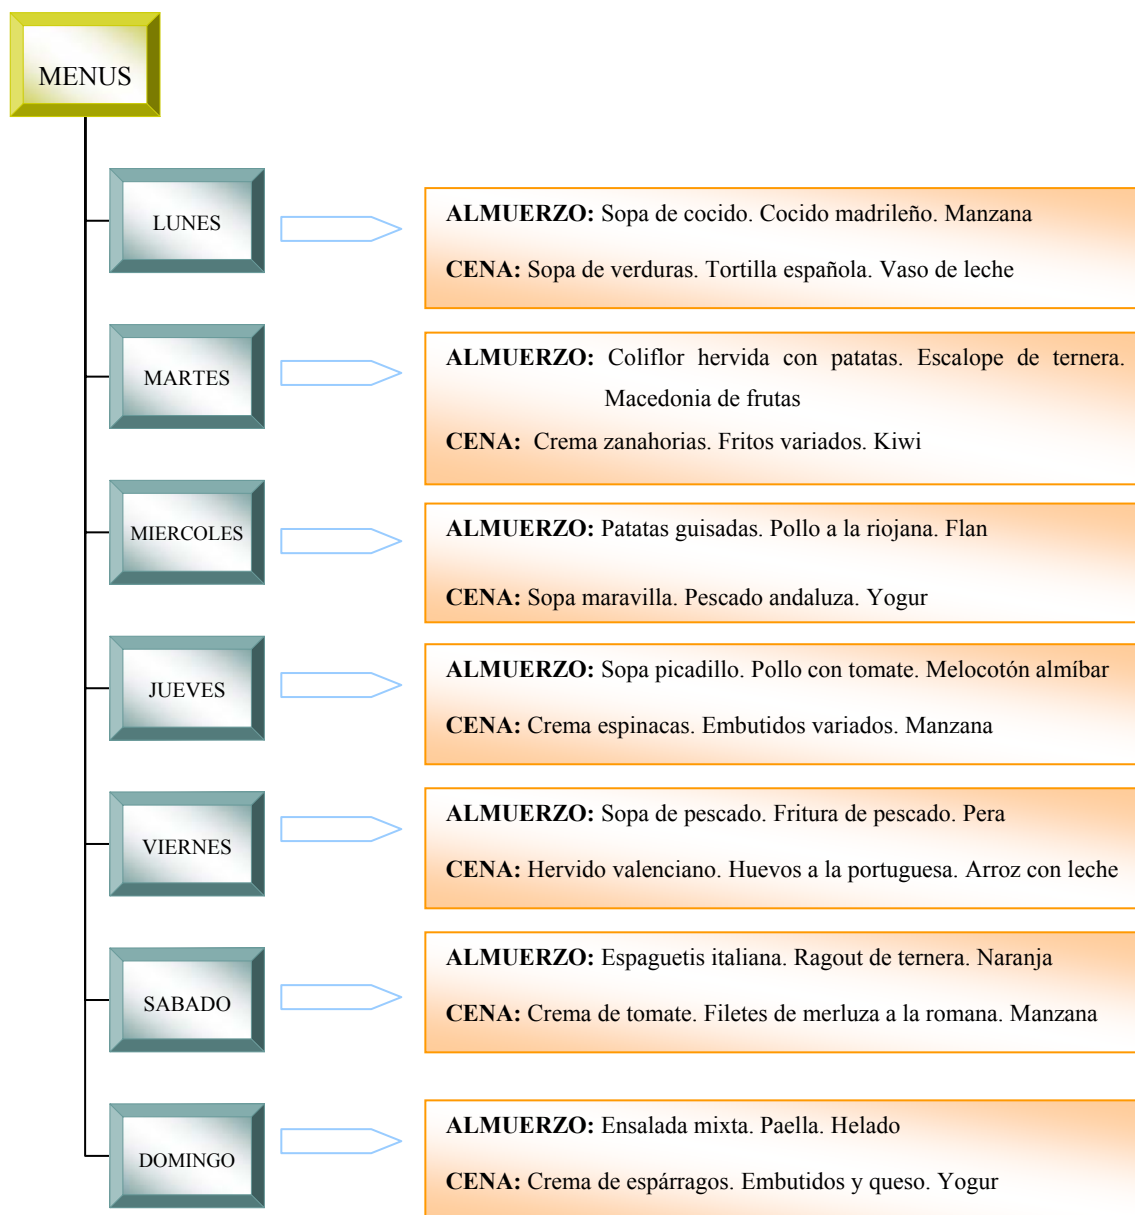 MENUS
LUNES
ALMUERZO: Sopa de cocido. Cocido madrileño. Manzana
CENA: Sopa de verduras. Tortilla española. Vaso de leche
MARTES
ALMUERZO: Coliflor hervida con patatas. Escalope de ternera.
Macedonia de frutas
CENA: Crema zanahorias. Fritos variados. Kiwi
MIERCOLES
ALMUERZO: Patatas guisadas. Pollo a la riojana. Flan
CENA: Sopa maravilla. Pescado andaluza. Yogur
JUEVES
ALMUERZO: Sopa picadillo. Pollo con tomate. Melocotón almíbar
CENA: Crema espinacas. Embutidos variados. Manzana
VIERNES
ALMUERZO: Sopa de pescado. Fritura de pescado. Pera
CENA: Hervido valenciano. Huevos a la portuguesa. Arroz con leche
SABADO
ALMUERZO: Espaguetis italiana. Ragout de ternera. Naranja
CENA: Crema de tomate. Filetes de merluza a la romana. Manzana
DOMINGO
ALMUERZO: Ensalada mixta. Paella. Helado
CENA: Crema de espárragos. Embutidos y queso. Yogur